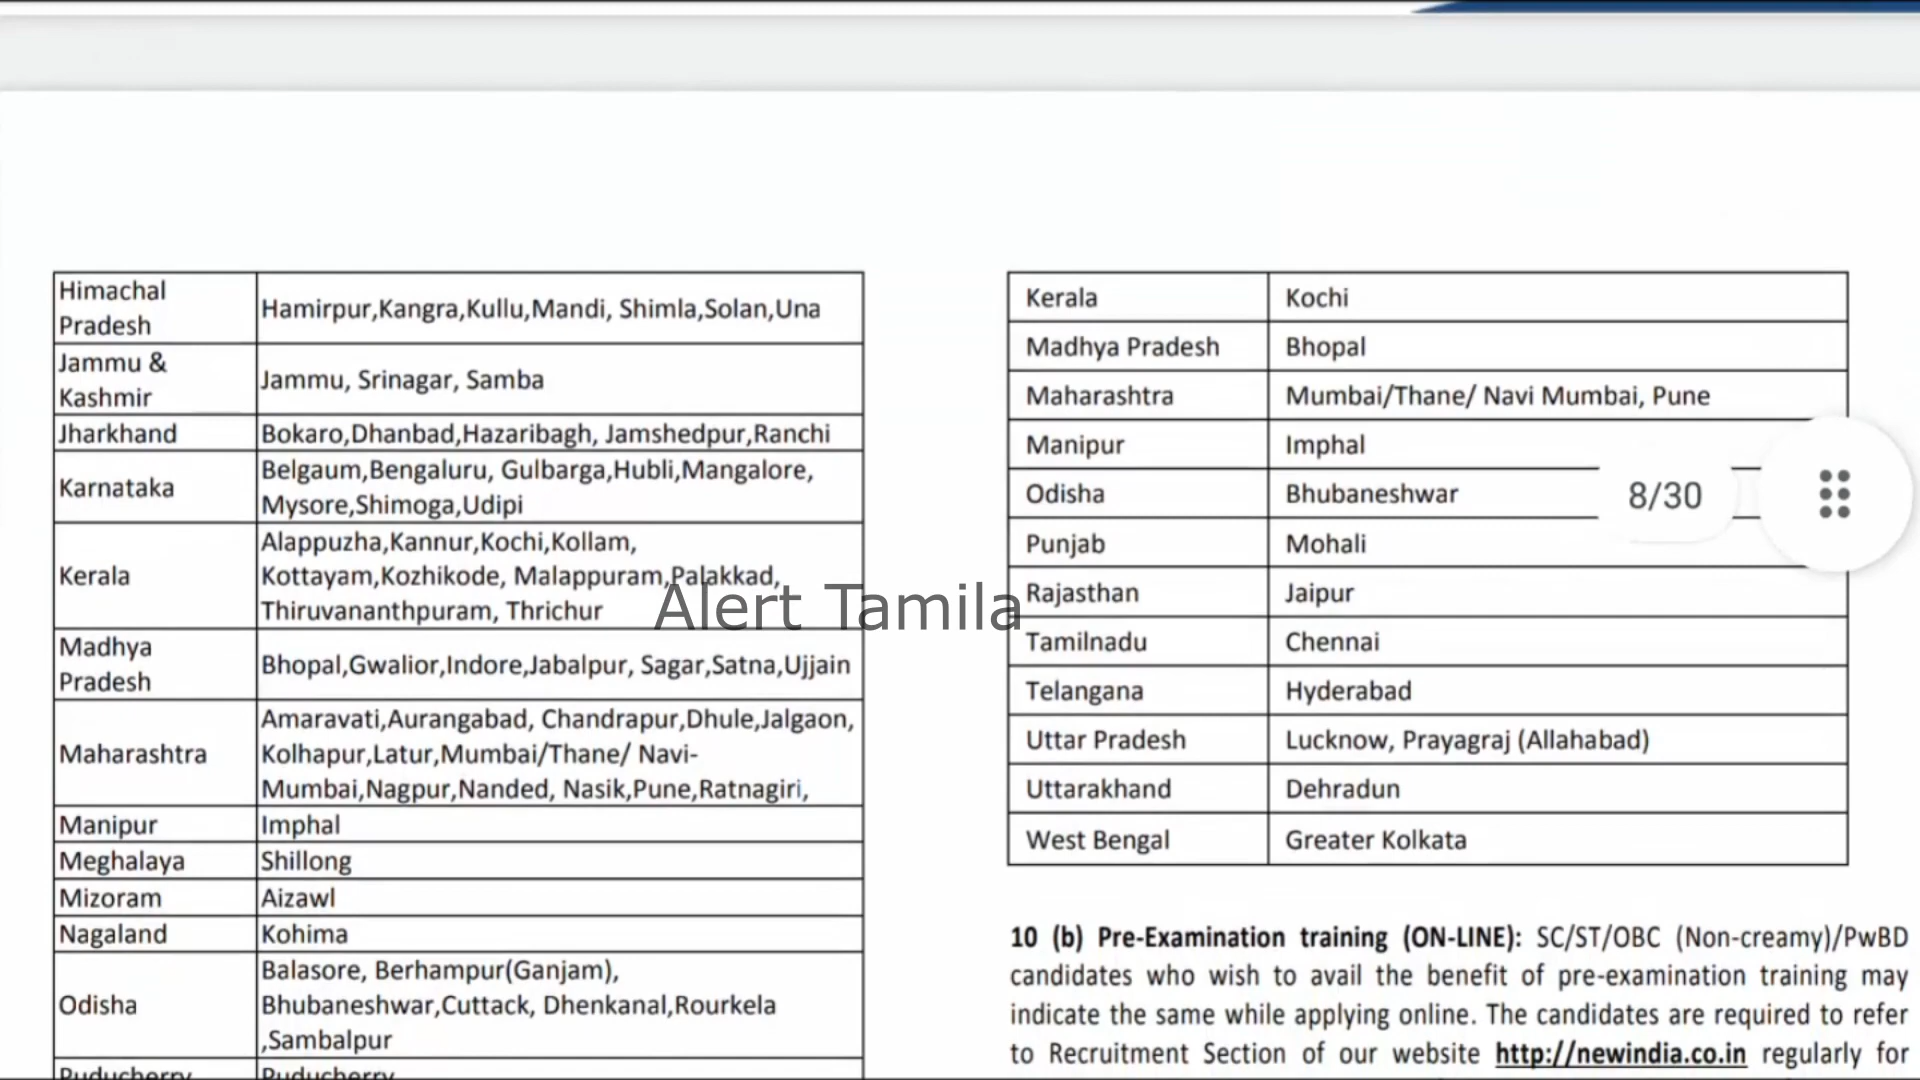 Himachal
Pradesh
Hamirpur,Kangra,Kullu,Mandi, Shimla,Solan,Una
Jammu &
Kashmir
Jammu, Srinagar, Samba
Jharkhand
Bokaro,Dhanbad,Hazaribagh, Jamshedpur,Ranchi
Karnataka
Belgaum,Bengaluru, Gulbarga,Hubli,Mangalore,
Mysore,Shimoga,Udipi
Kerala
Alappuzha,Kannur,Kochi,Kollam,
Kottayam,Kozhikode, Malappuram,Palakkad,
Thiruvananthpuram, Thrichur
Madhya
Pradesh
Bhopal,Gwalior,Indore,Jabalpur, Sagar,Satna,Ujjain
Maharashtra
Amaravati,Aurangabad, Chandrapur,Dhule,Jalgaon,
Kolhapur,Latur,Mumbai/Thane/ Navi-
Mumbai,Nagpur,Nanded, Nasik,Pune,Ratnagiri,
Manipur
Imphal
Meghalaya
Shillong
Mizoram
Aizawl
Nagaland
Kohima
Odisha
Balasore, Berhampur(Ganjam),
Bhubaneshwar,Cuttack, Dhenkanal,Rourkela
,Sambalpur
Puducherry
Puducherry
Alert Tamila
Kerala
Kochi
Madhya Pradesh
Bhopal
Maharashtra
Mumbai/Thane/ Navi Mumbai, Pune
Manipur
Imphal
Odisha
Bhubaneshwar
8/30
Punjab
Mohali
Rajasthan
Jaipur
Tamilnadu
Chennai
Telangana
Hyderabad
Uttar Pradesh
Lucknow, Prayagraj (Allahabad)
Uttarakhand
Dehradun
West Bengal
Greater Kolkata
10 (b) Pre-Examination training (ON-LINE): SC/ST/OBC (Non-creamy)/PwBD
candidates who wish to avail the benefit of pre-examination training may
indicate the same while applying online. The candidates are required to refer
to Recruitment Section of our website http://newindia.co.in regularly for